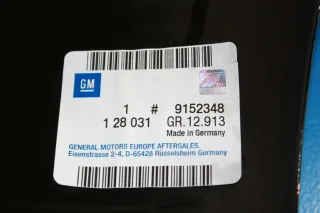 GM
1 # 9152348
1 28 031 GR.12.913
Made in Germany
GENERAL MOTORS EUROPE AFTERSALES.
Eisenstrasse 2-4, D-65428 Rüsselsheim Germany